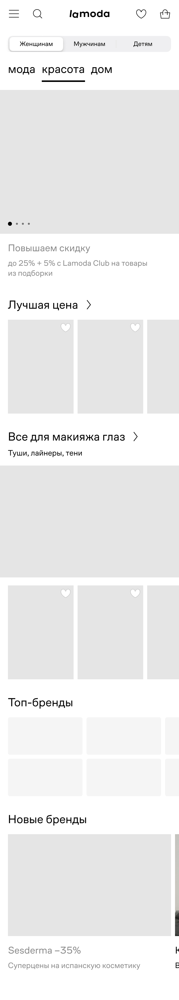 lamoda
Женщинам
Мужчинам
Детям
мода
красота
дом
Повышаем скидку
до 25% + 5% с Lamoda Club на товары
из подборки
Лучшая цена
Все для макияжа глаз
Туши, лайнеры, тени
Топ-бренды
Новые бренды
Sesderma –35%
Суперцены на испанскую косметику